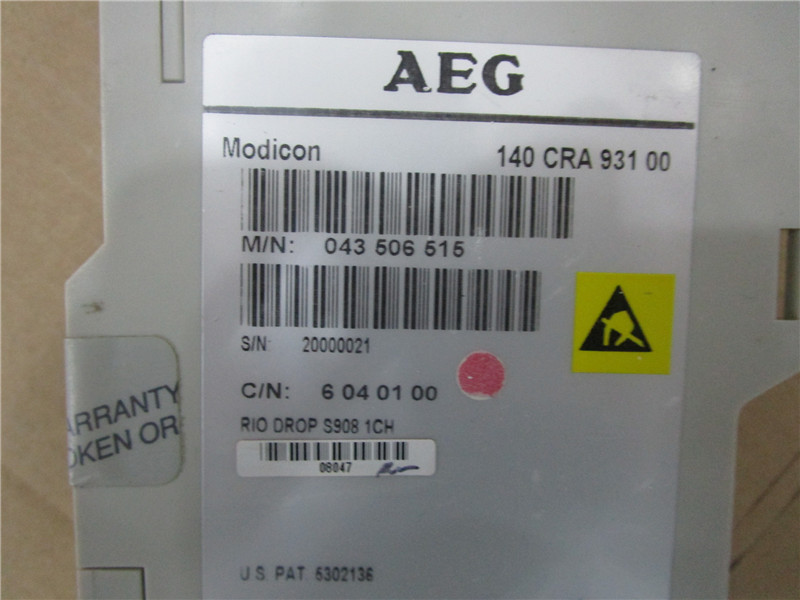 AEG
Modicon 140 CRA 931 00
M/N: 043 506 515
S/N: 20000021
C/N: 6 04 01 00
RIO DROP S908 1CH
08047
ARRANTY
OKEN OR
U.S. PAT. 5302136